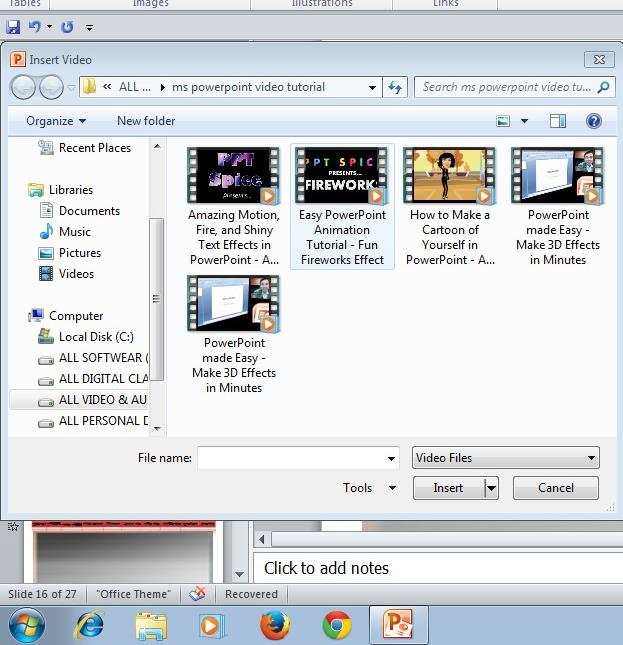 Tables
Images
Illustrations
Links
Insert Video
« ALL ... ms powerpoint video tutorial
Search ms powerpoint video tu...
Organize
New folder
Recent Places
Libraries
Documents
Music
Pictures
Videos
Computer
Local Disk (C:)
ALL SOFTWEAR (
ALL DIGITAL CLA
ALL VIDEO & AU
ALL PERSONAL D
PPT
Spice
presents...
Amazing Motion,
Fire, and Shiny
Text Effects in
PowerPoint - A...
PPT SPIC
PRESENTS...
FIREWORK
Easy PowerPoint
Animation
Tutorial - Fun
Fireworks Effect
How to Make a
Cartoon of
Yourself in
PowerPoint - A...
PowerPoint
made Easy -
Make 3D Effects
in Minutes
PowerPoint
made Easy -
Make 3D Effects
in Minutes
File name:
Video Files
Tools
Insert
Cancel
Click to add notes
Slide 16 of 27
"Office Theme"
Recovered